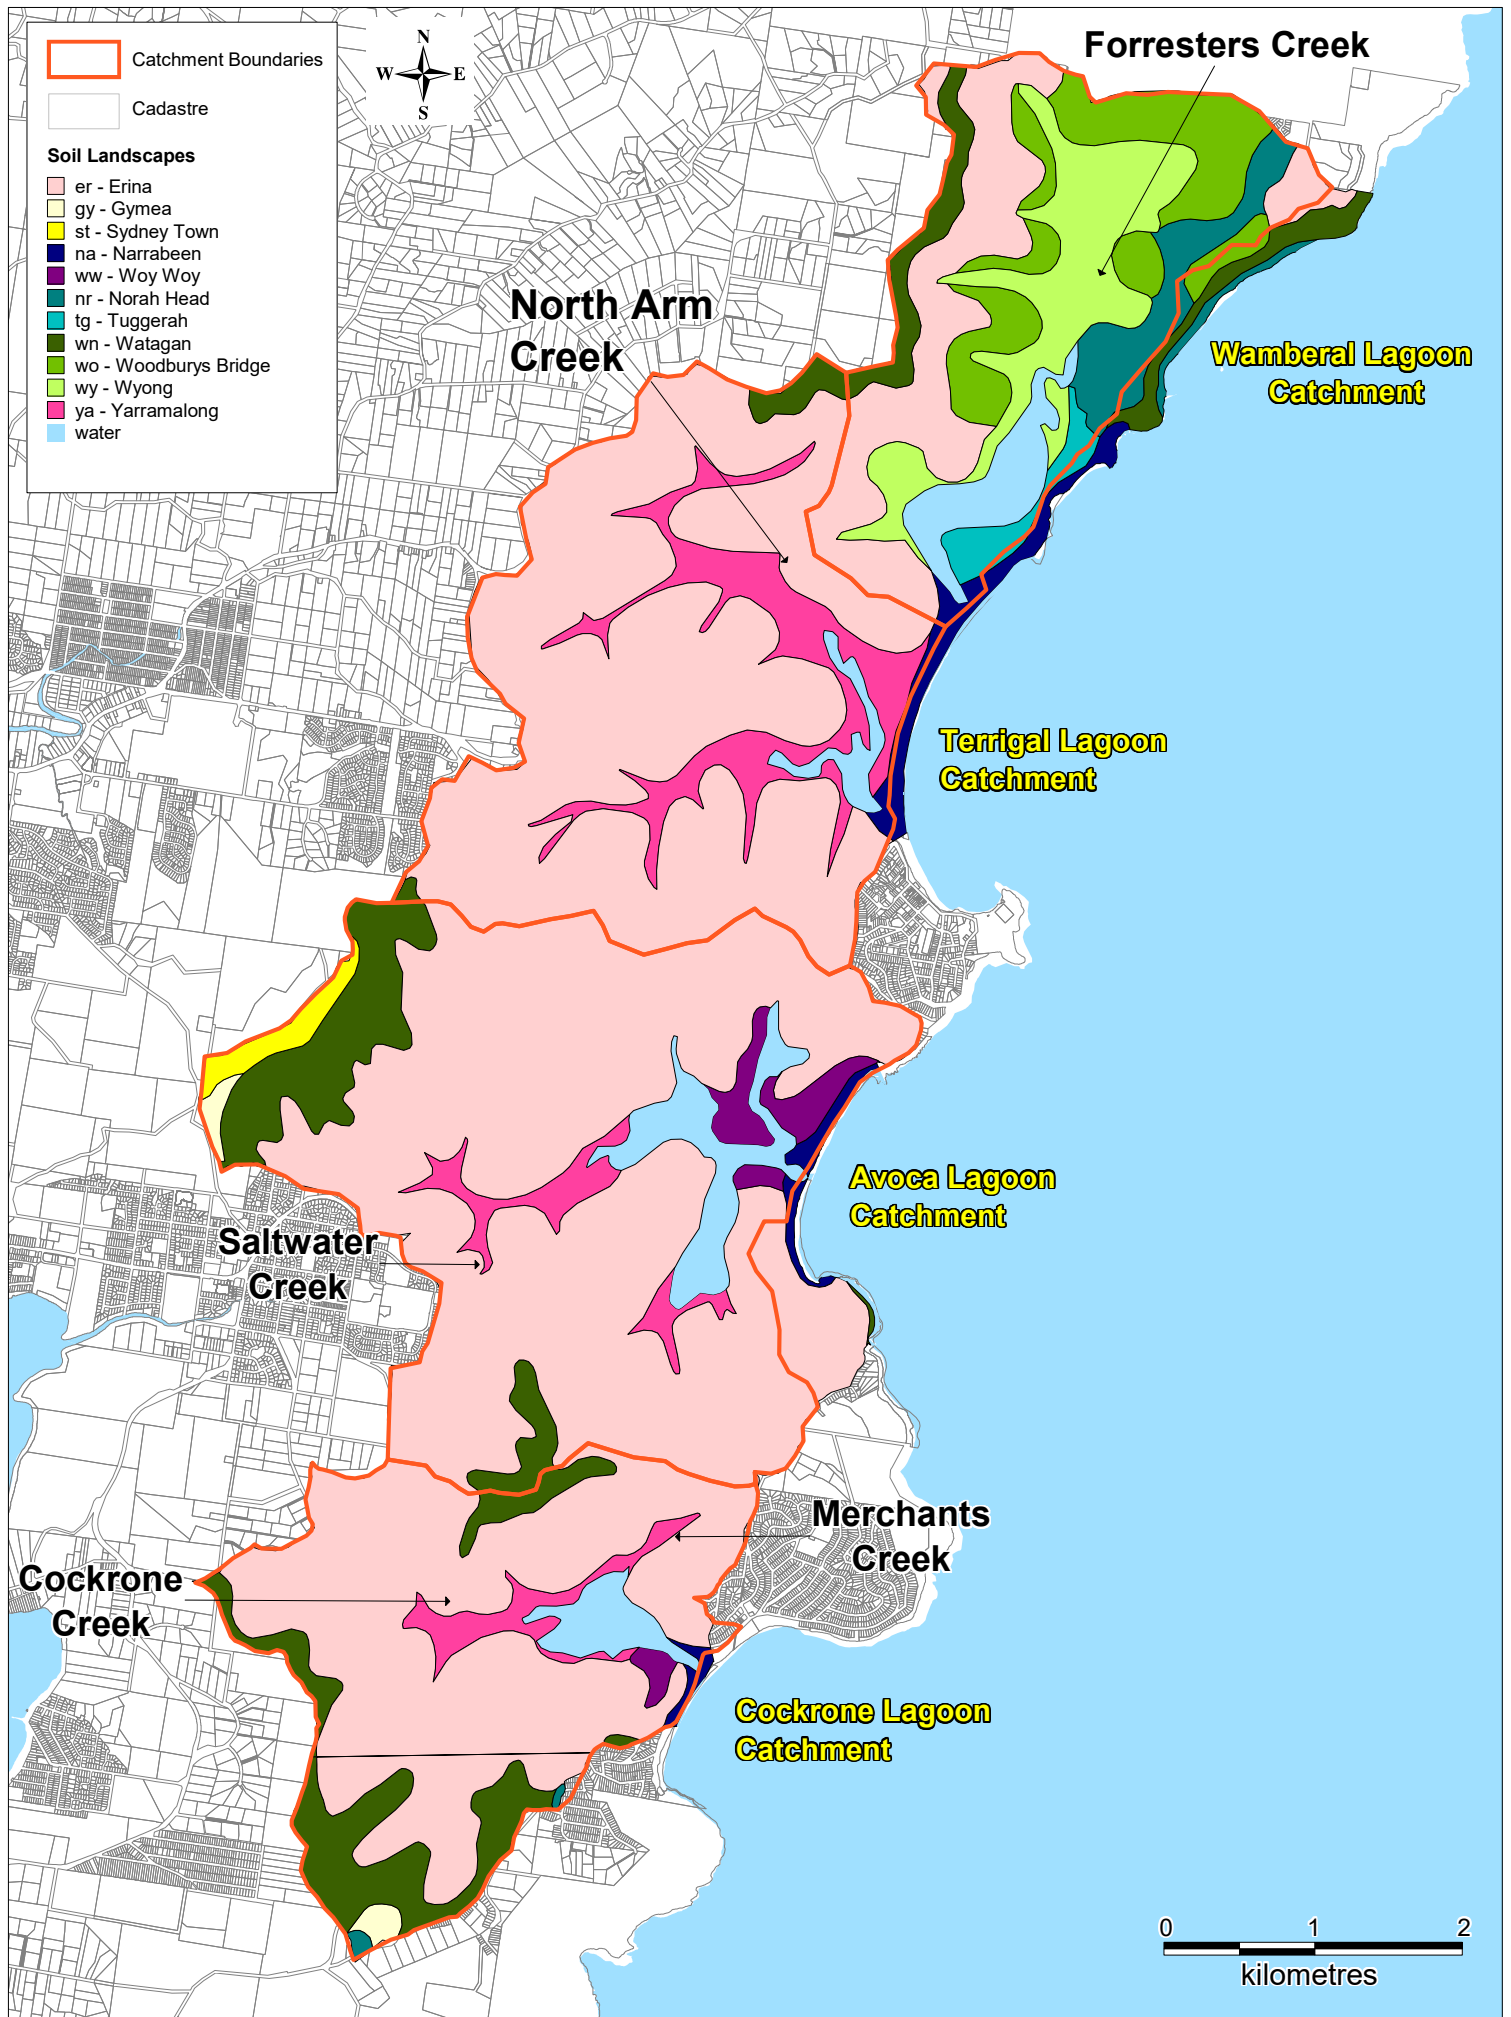 Catchment Boundaries
Cadastre
Soil Landscapes
er - Erina
gy - Gymea
st - Sydney Town
na - Narrabeen
ww - Woy Woy
nr - Norah Head
tg - Tuggerah
wn - Watagan
wo - Woodburys Bridge
wy - Wyong
ya - Yarramalong
water
N
W E
S
Forresters Creek
North Arm
Creek
Wamberal Lagoon
Catchment
Terrigal Lagoon
Catchment
Avoca Lagoon
Catchment
Saltwater
Creek
Merchants
Creek
Cockrone
Creek
Cockrone Lagoon
Catchment
0 1 2
kilometres